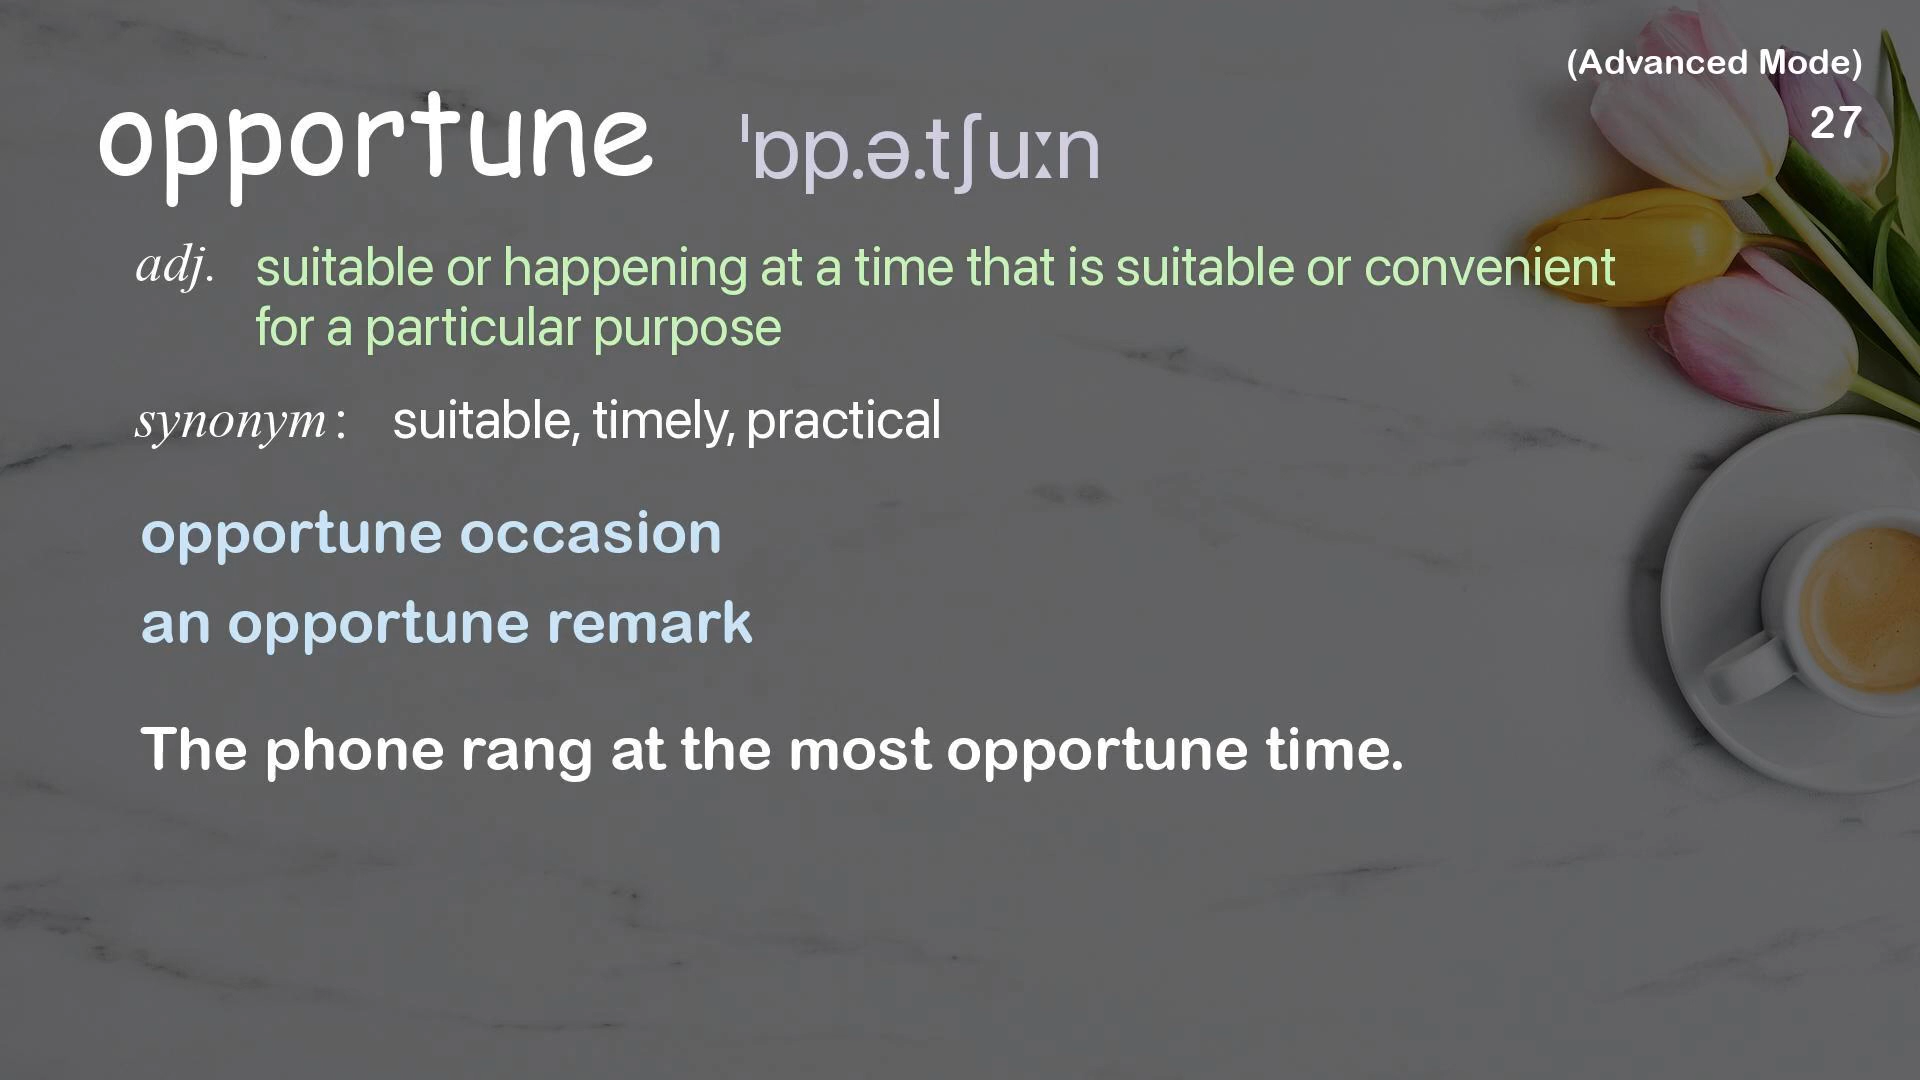 (Advanced Mode)
27
opportune ˈɒp.ə.tʃuːn
adj. suitable or happening at a time that is suitable or convenient
for a particular purpose
synonym: suitable, timely, practical
opportune occasion
an opportune remark
The phone rang at the most opportune time.